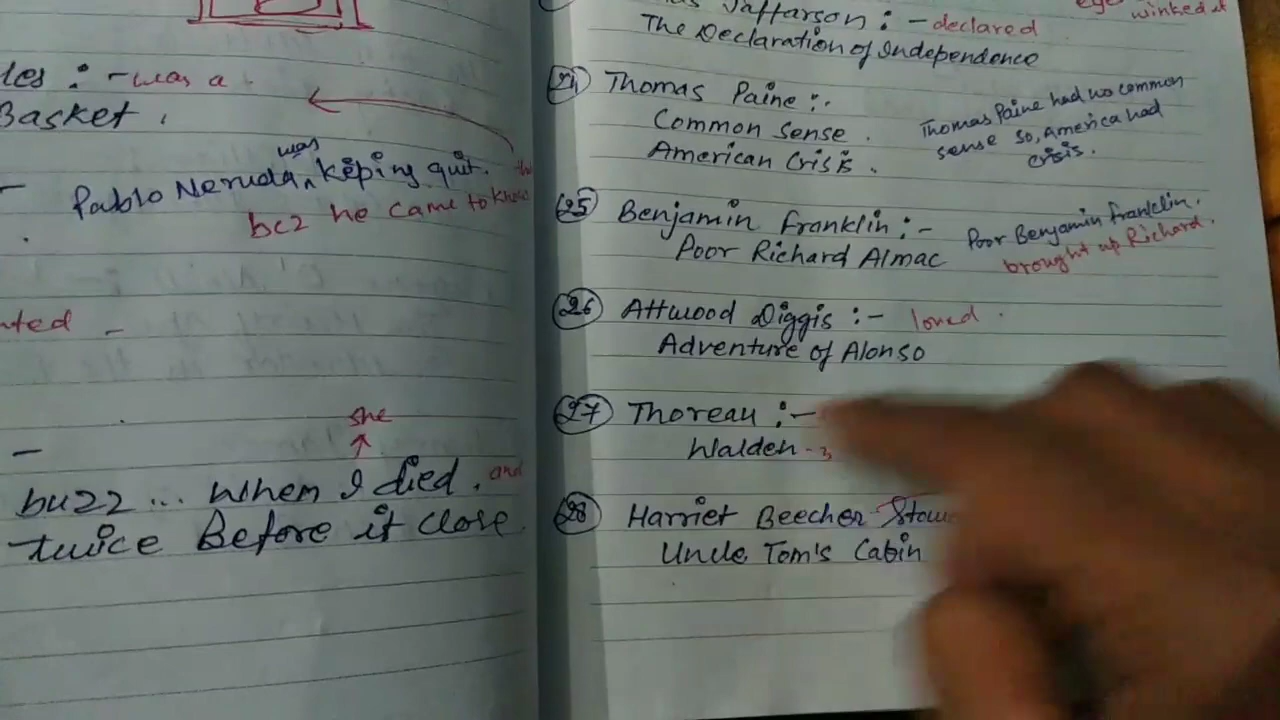 les :- was a
Basket.
was
Pablo Neruda ^ keping quit.
bcz he came to know
nted -
she
buzz ... When I died. and
twice Before it close
Jaffarson :- declared
winked at
The Declaration of Independence
24 Thomas Paine :-
Common Sense.
American Crisis.
Thomas Paine had no common
sense so, America had
crisis.
25 Benjamin Franklin :-
Poor Richard Almac
Poor Benjamin Franklin,
brought up Richard.
26 Attwood Diggis :- loved.
Adventure of Alonso
27 Thoreau :-
Walden
28 Harriet Beecher Stow
Uncle Tom's Cabin